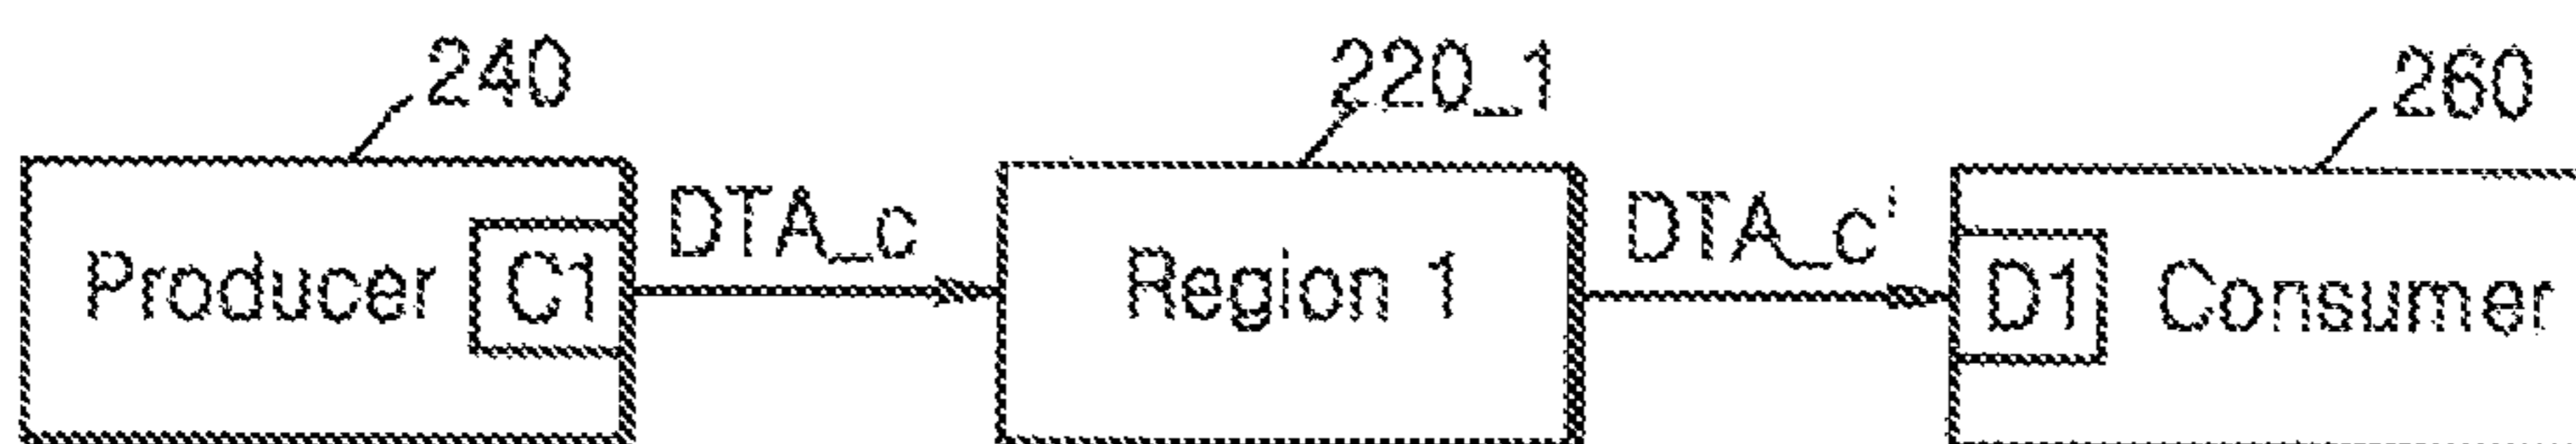 240
220_1
260
DTA_c
DTA_c'
Producer
C1
Region 1
D1
Consumer